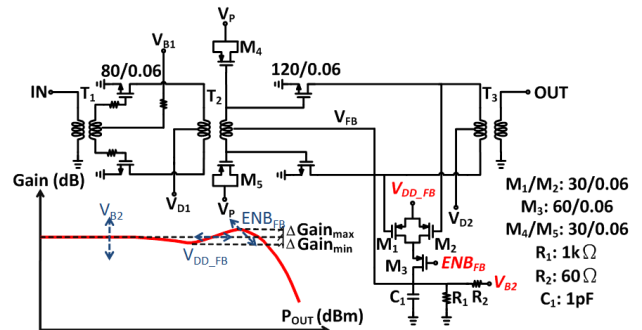 V_P
V_B1
M_4
80/0.06
120/0.06
IN
T_1
T_2
T_3
OUT
V_FB
M_5
V_P
V_D1
V_D2
V_DD_FB
M_1
M_2
M_3
ENB_FB
V_B2
C_1
R_1
R_2
M_1/M_2: 30/0.06
M_3: 60/0.06
M_4/M_5: 30/0.06
R_1: 1kΩ
R_2: 60Ω
C_1: 1pF
Gain (dB)
V_B2
ENB_FB
ΔGain_max
ΔGain_min
V_DD_FB
P_OUT (dBm)